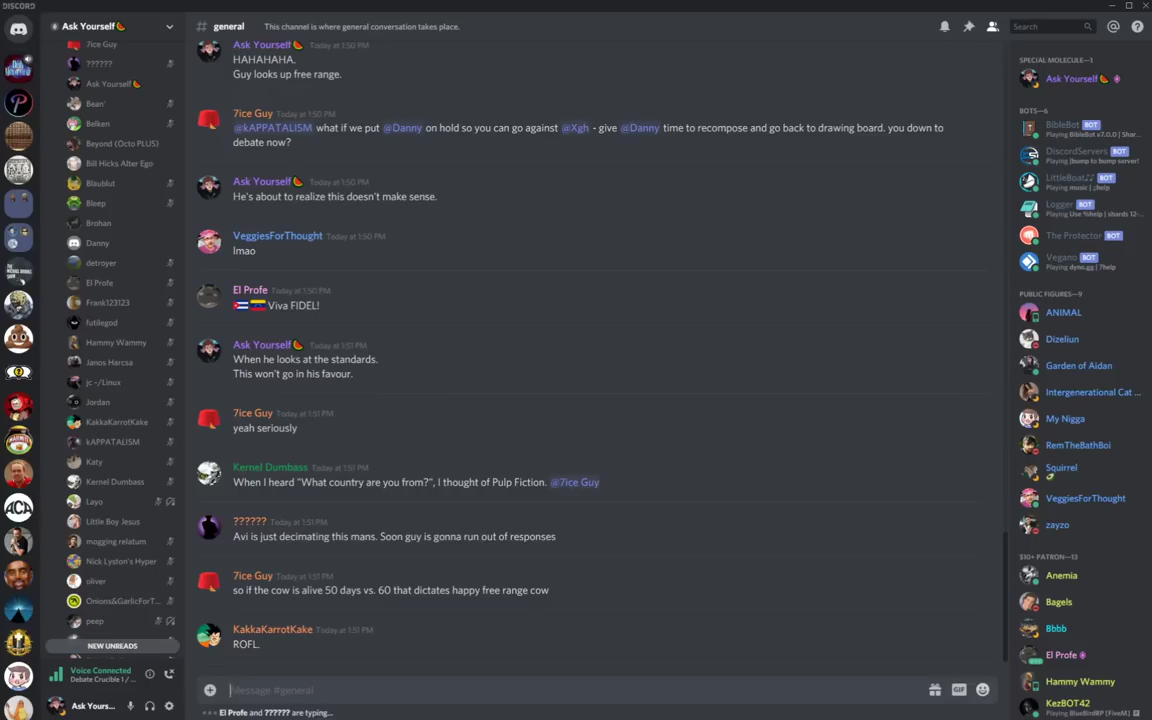 DISCORD
Ask Yourself🍉
# general
This channel is where general conversation takes place.
Search
7ice Guy
??????
Ask Yourself🍉
Bean'
Belken
Beyond (Octo PLUS)
Bill Hicks Alter Ego
Blaublut
Bleep
Brohan
Danny
detroyer
El Profe
Frank123123
futilegod
Hammy Wammy
Janos Harcsa
jc ~/Linux
Jordan
KakkaKarrotKake
kAPPATALISM
Katy
Kernel Dumbass
Layo
Little Boy Jesus
mogging relatum
Nick Lyston's Hyper
oliver
Onions&GarlicForT...
peep
NEW UNREADS
Voice Connected
Debate Crucible 1 / ...
Ask Yours...
Ask Yourself🍉 Today at 1:50 PM
HAHAHAHA.
Guy looks up free range.
7ice Guy Today at 1:50 PM
@kAPPATALISM what if we put @Danny on hold so you can go against @Xgh - give @Danny time to recompose and go back to drawing board. you down to
debate now?
Ask Yourself🍉 Today at 1:50 PM
He's about to realize this doesn't make sense.
VeggiesForThought Today at 1:50 PM
lmao
El Profe Today at 1:50 PM
🇨🇺🇻🇪 Viva FIDEL!
Ask Yourself🍉 Today at 1:51 PM
When he looks at the standards.
This won't go in his favour.
7ice Guy Today at 1:51 PM
yeah seriously
Kernel Dumbass Today at 1:51 PM
When I heard "What country are you from?", I thought of Pulp Fiction. @7ice Guy
?????? Today at 1:51 PM
Avi is just decimating this mans. Soon guy is gonna run out of responses
7ice Guy Today at 1:51 PM
so if the cow is alive 50 days vs. 60 that dictates happy free range cow
KakkaKarrotKake Today at 1:51 PM
ROFL.
Message #general
GIF
El Profe and ?????? are typing...
SPECIAL MOLECULE—1
Ask Yourself🍉
BOTS—6
BibleBot BOT
Playing BibleBot v7.0.0 | Shar...
DiscordServers BOT
Playing !bump to bump server!
LittleBoat♫ BOT
Playing music | ;help
Logger BOT
Playing Use %help | shards 12-...
The Protector BOT
Vegano BOT
Playing dyno.gg | ?help
PUBLIC FIGURES—9
ANIMAL
Dizeliun
Garden of Aidan
Intergenerational Cat ...
My Nigga
RemTheBathBoi
Squirrel
🥑
VeggiesForThought
zayzo
$10+ PATRON—13
Anemia
Bagels
Bbbb
El Profe
Hammy Wammy
KezBOT42
Playing BlueBirdRP [FiveM]
ACA